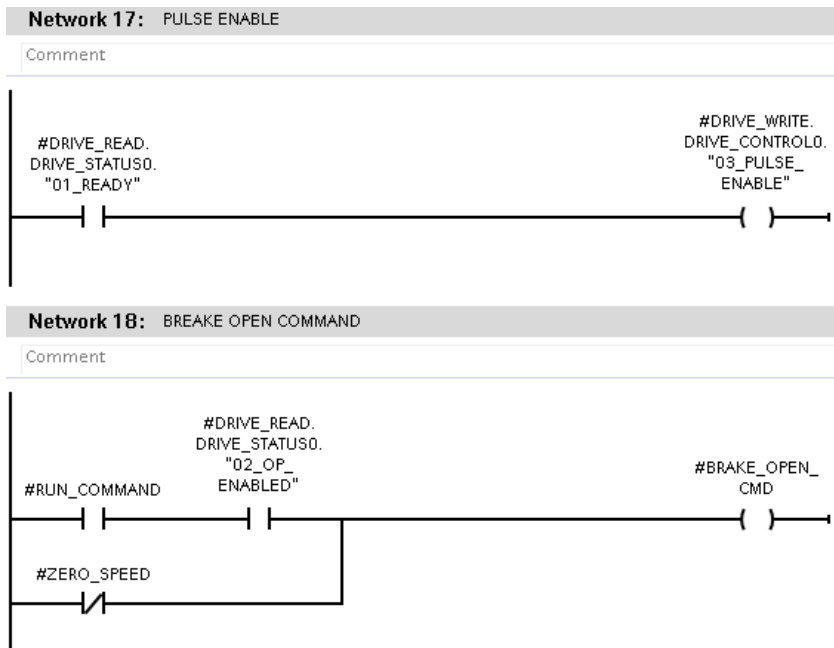 Network 17: PULSE ENABLE
Comment
#DRIVE_READ.
DRIVE_STATUS0.
"01_READY"
#DRIVE_WRITE.
DRIVE_CONTROL0.
"03_PULSE_
ENABLE"
Network 18: BREAKE OPEN COMMAND
Comment
#RUN_COMMAND
#DRIVE_READ.
DRIVE_STATUS0.
"02_OP_
ENABLED"
#BRAKE_OPEN_
CMD
#ZERO_SPEED